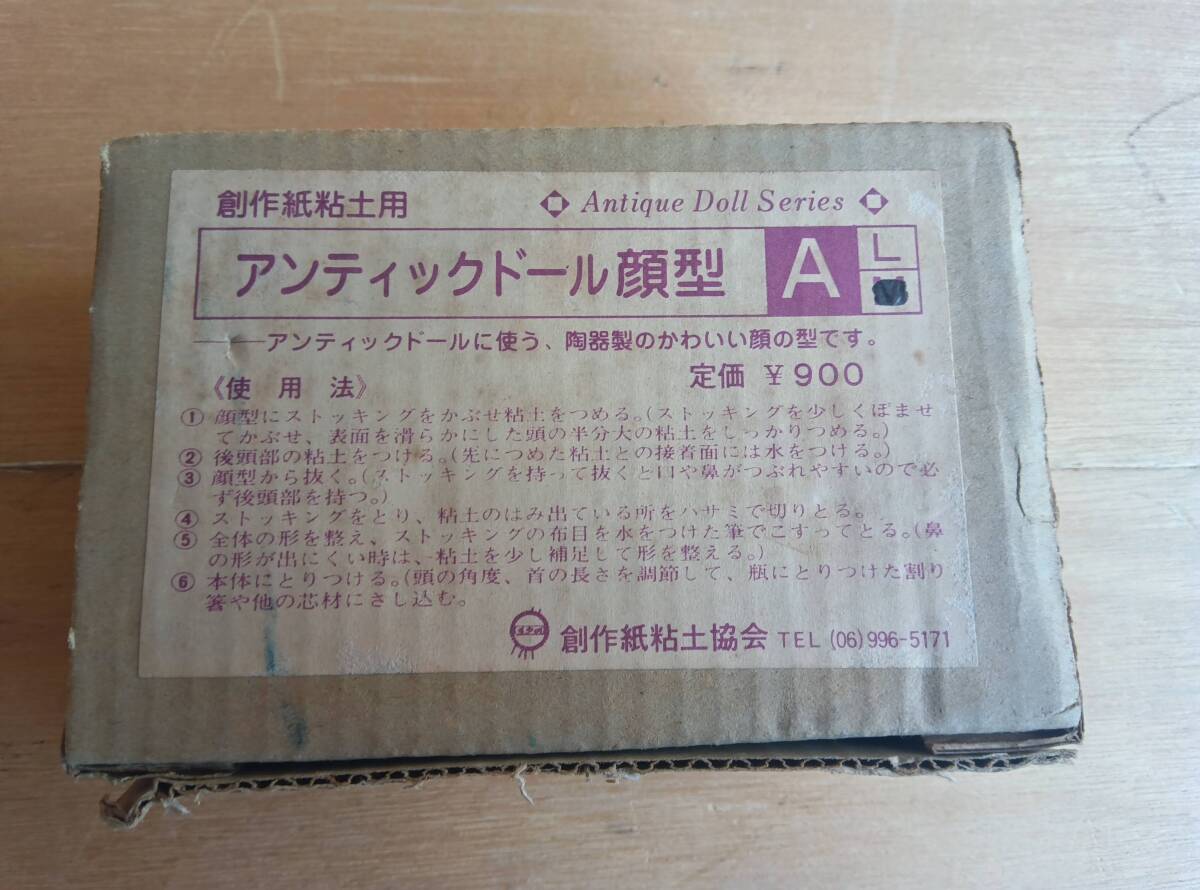 創作紙粘土用 Antique Doll Series
アンティックドール顔型 A L
アンティックドールに使う、陶器製のかわいい顔の型です。
定価 ¥900
《使用法》
① 顔型にストッキングをかぶせ粘土をつめる。(ストッキングを少しくぼませ
てかぶせ、表面を滑らかにした頭の半分大の粘土をしっかりつめる。)
② 後頭部の粘土をつける。(先につめた粘土との接着面には水をつける。)
③ 顔型から抜く。(ストッキングを持って抜くと口や鼻がつぶれやすいので必
ず後頭部を持つ。)
④ ストッキングをとり、粘土のはみ出ている所をハサミで切りとる。
⑤ 全体の形を整え、ストッキングの布目を水をつけた筆でこすってとる。(鼻
の形が出にくい時は、粘土を少し補足して形を整える。)
⑥ 本体にとりつける。(頭の角度、首の長さを調節して、瓶にとりつけた割り
箸や他の芯材にさし込む。
創作紙粘土協会 TEL (06)996-5171